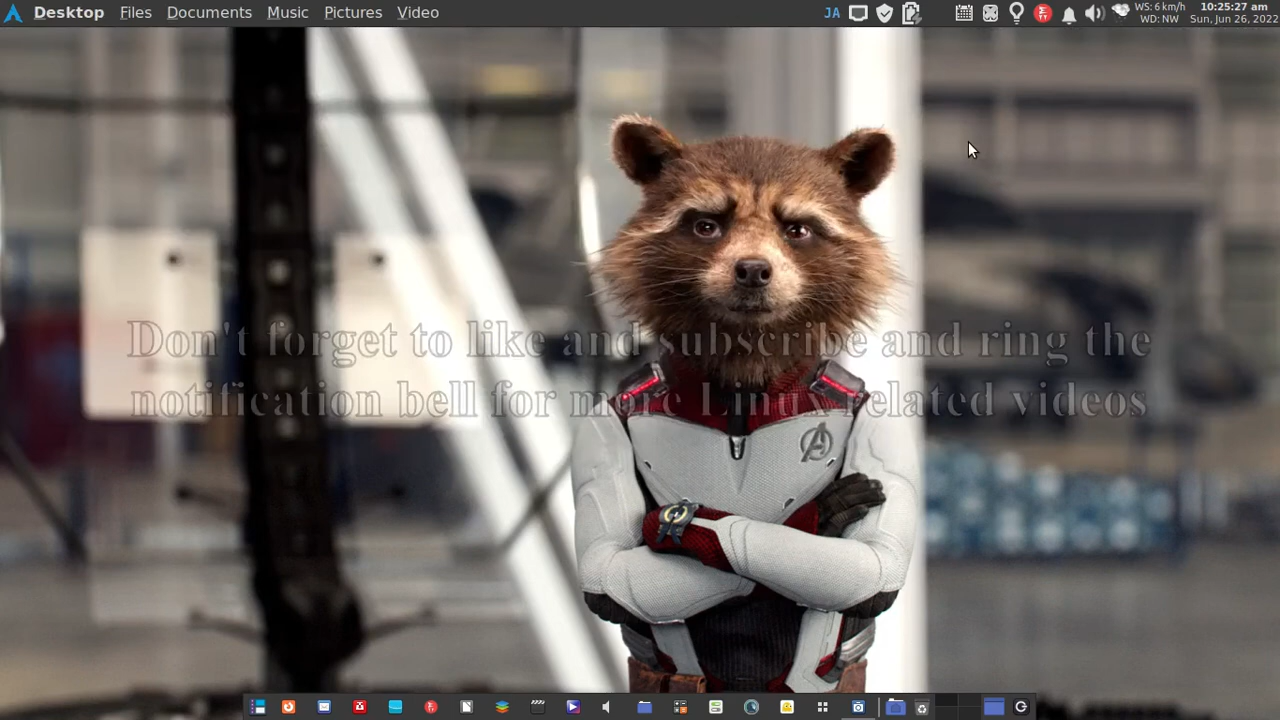 Desktop Files Documents Music Pictures Video
JA
WS: 6 km/h
WD: NW
10:25:27 am
Sun, Jun 26, 2022
Don't forget to like and subscribe and ring the
notification bell for more Linux related videos